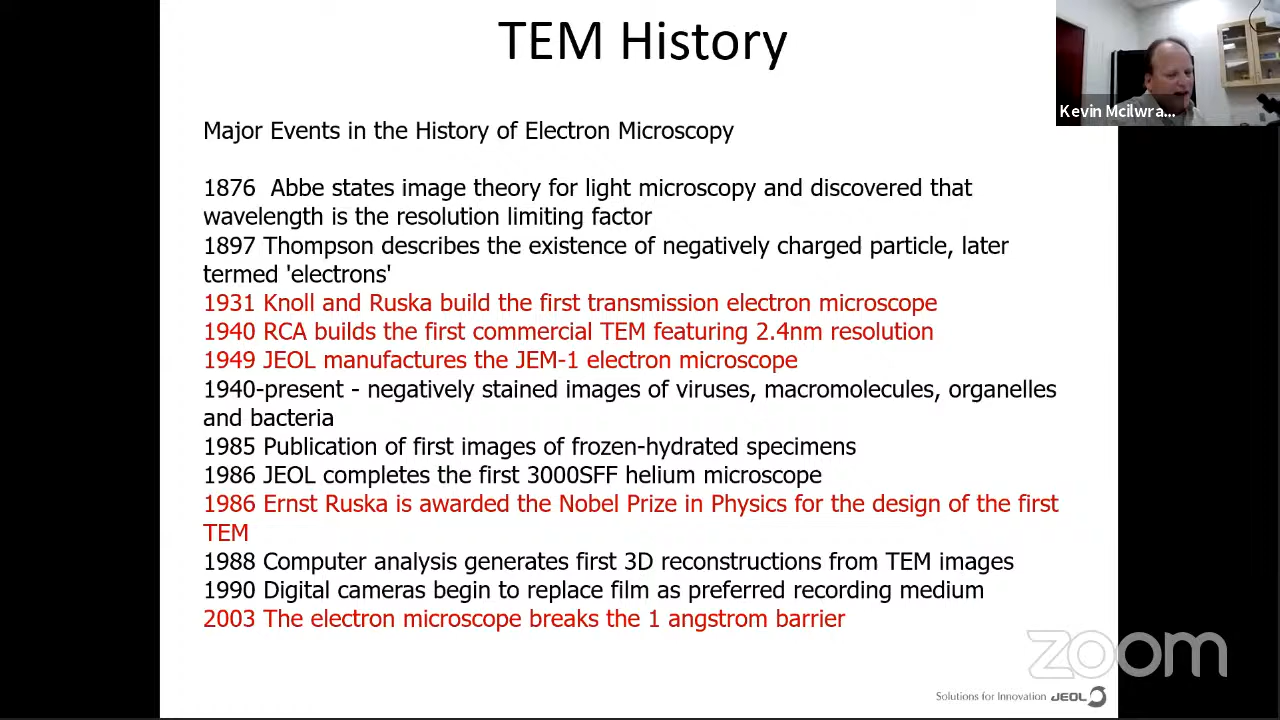 TEM History
Kevin Mcilwra...
Major Events in the History of Electron Microscopy
1876 Abbe states image theory for light microscopy and discovered that
wavelength is the resolution limiting factor
1897 Thompson describes the existence of negatively charged particle, later
termed 'electrons'
1931 Knoll and Ruska build the first transmission electron microscope
1940 RCA builds the first commercial TEM featuring 2.4nm resolution
1949 JEOL manufactures the JEM-1 electron microscope
1940-present - negatively stained images of viruses, macromolecules, organelles
and bacteria
1985 Publication of first images of frozen-hydrated specimens
1986 JEOL completes the first 3000SFF helium microscope
1986 Ernst Ruska is awarded the Nobel Prize in Physics for the design of the first
TEM
1988 Computer analysis generates first 3D reconstructions from TEM images
1990 Digital cameras begin to replace film as preferred recording medium
2003 The electron microscope breaks the 1 angstrom barrier
zoom
Solutions for Innovation JEOL